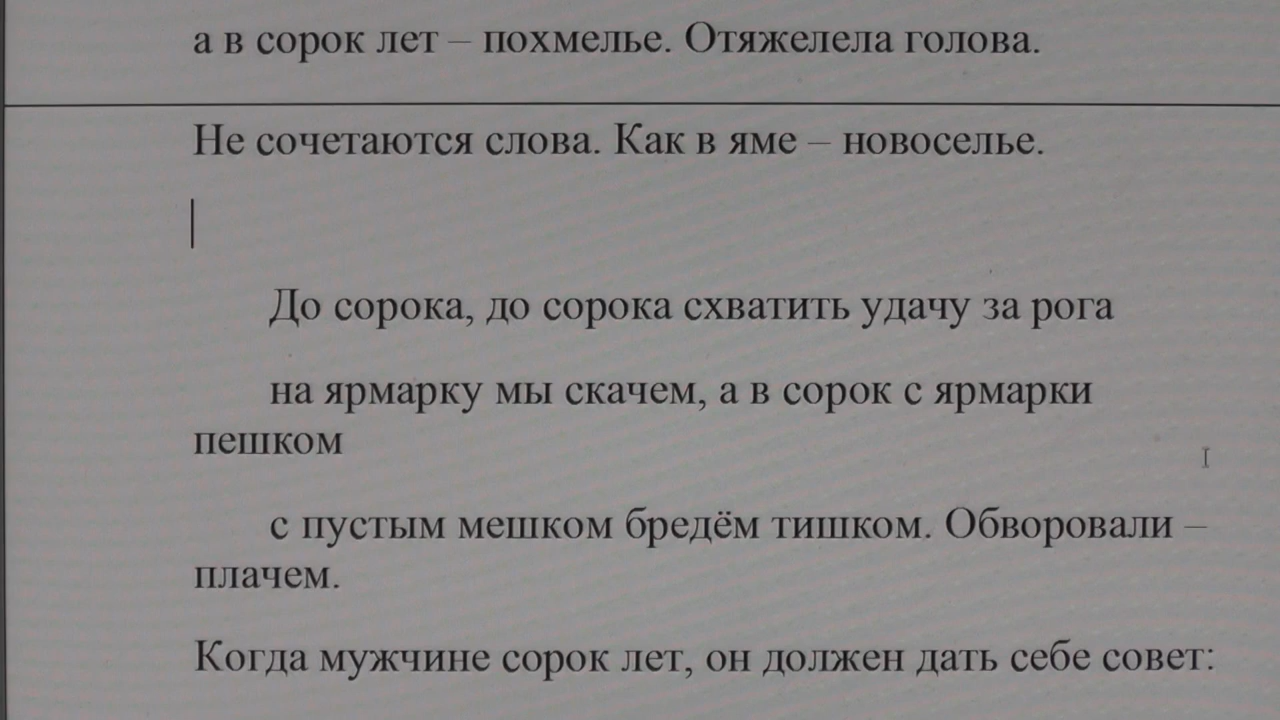 а в сорок лет – похмелье. Отяжелела голова.
Не сочетаются слова. Как в яме – новоселье.
До сорока, до сорока схватить удачу за рога
на ярмарку мы скачем, а в сорок с ярмарки
пешком
с пустым мешком бредём тишком. Обворовали –
плачем.
Когда мужчине сорок лет, он должен дать себе совет: